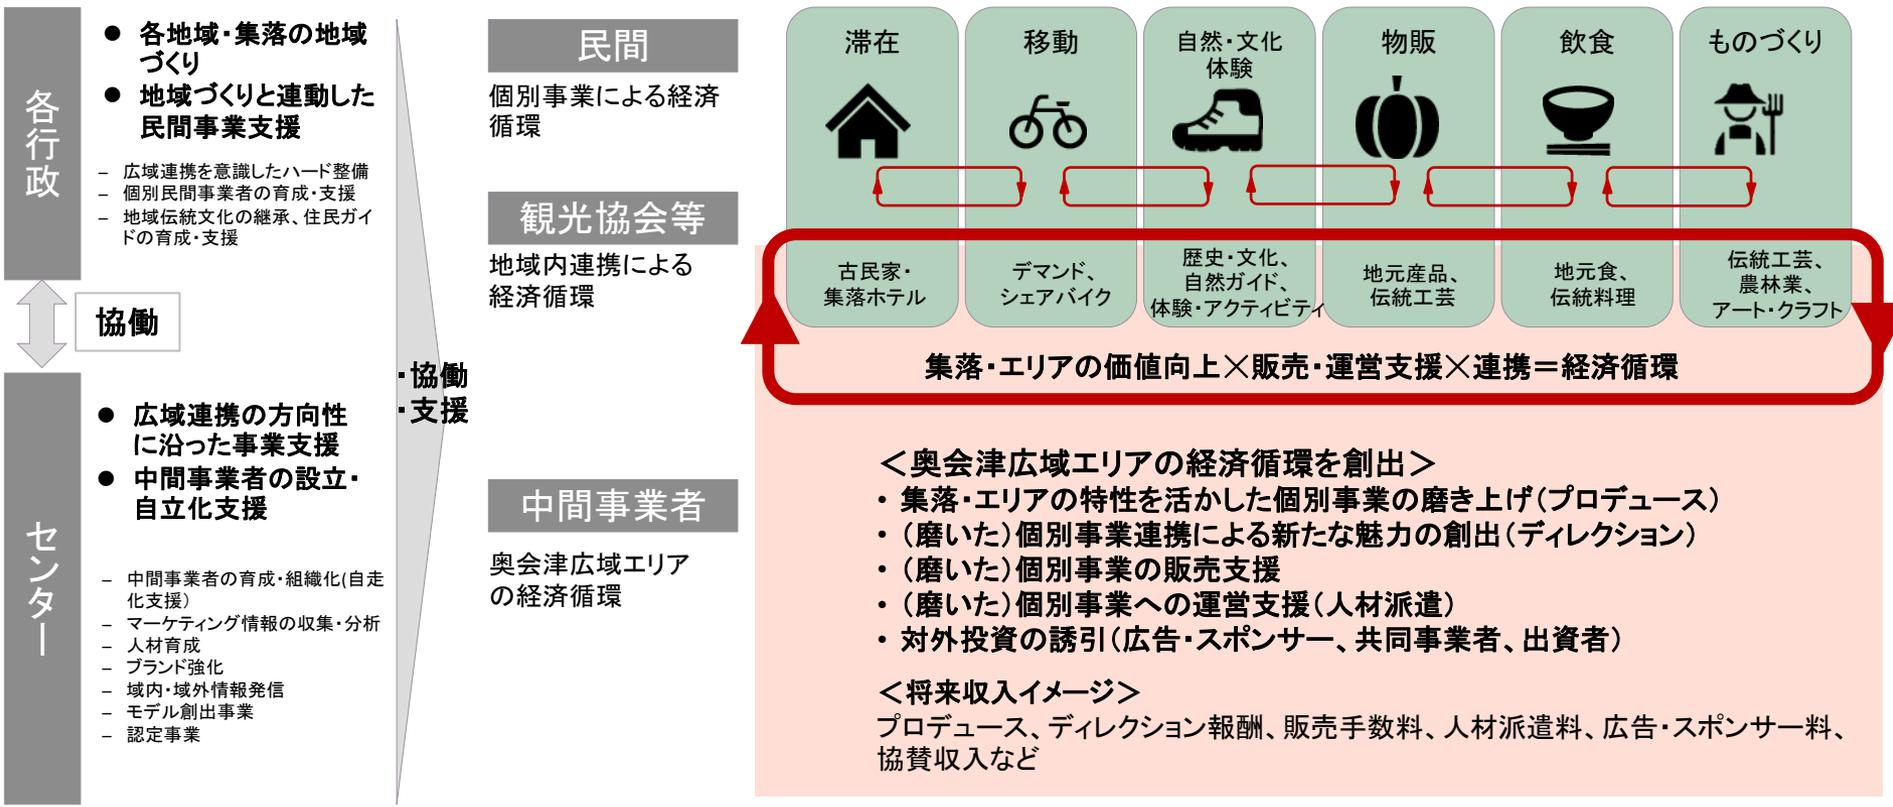 各行政
● 各地域・集落の地域
づくり
● 地域づくりと連動した
民間事業支援
– 広域連携を意識したハード整備
– 個別民間事業者の育成・支援
– 地域伝統文化の継承、住民ガイ
ドの育成・支援
協働
センター
● 広域連携の方向性
に沿った事業支援
● 中間事業者の設立・
自立化支援
– 中間事業者の育成・組織化(自走
化支援）
– マーケティング情報の収集・分析
– 人材育成
– ブランド強化
– 域内・域外情報発信
– モデル創出事業
– 認定事業
・協働
・支援
民間
個別事業による経済
循環
観光協会等
地域内連携による
経済循環
中間事業者
奥会津広域エリア
の経済循環
滞在
移動
自然・文化
体験
物販
飲食
ものづくり
古民家・
集落ホテル
デマンド、
シェアバイク
歴史・文化、
自然ガイド、
体験・アクティビティ
地元産品、
伝統工芸
地元食、
伝統料理
伝統工芸、
農林業、
アート・クラフト
集落・エリアの価値向上×販売・運営支援×連携＝経済循環
＜奥会津広域エリアの経済循環を創出＞
・集落・エリアの特性を活かした個別事業の磨き上げ（プロデュース）
・（磨いた）個別事業連携による新たな魅力の創出（ディレクション）
・（磨いた）個別事業の販売支援
・（磨いた）個別事業への運営支援（人材派遣）
・対外投資の誘引（広告・スポンサー、共同事業者、出資者）
＜将来収入イメージ＞
プロデュース、ディレクション報酬、販売手数料、人材派遣料、広告・スポンサー料、
協賛収入など